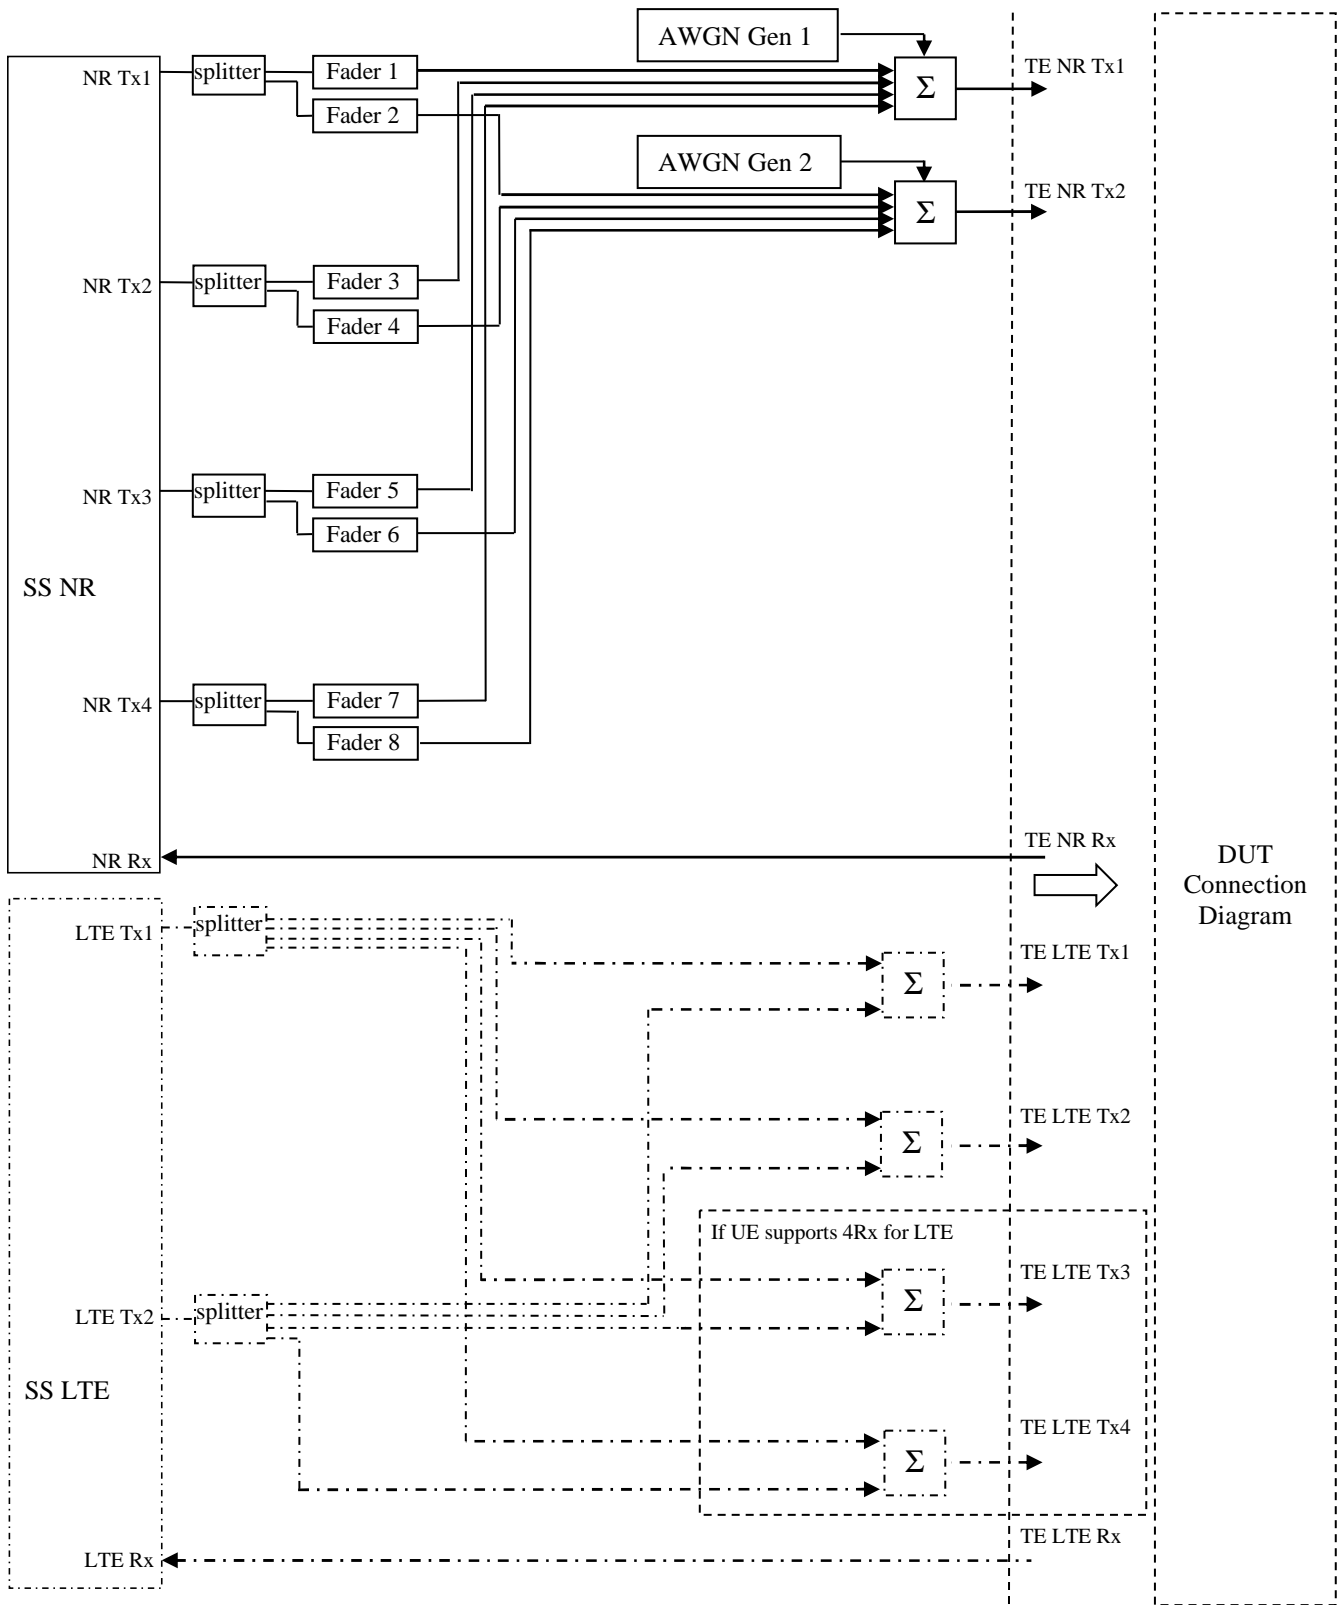 AWGN Gen 1
NR Tx1
splitter
Fader 1
Σ
TE NR Tx1
Fader 2
AWGN Gen 2
TE NR Tx2
Σ
NR Tx2
splitter
Fader 3
Fader 4
NR Tx3
splitter
Fader 5
Fader 6
SS NR
NR Tx4
splitter
Fader 7
Fader 8
NR Rx
TE NR Rx
DUT
Connection
Diagram
LTE Tx1
splitter
TE LTE Tx1
Σ
TE LTE Tx2
Σ
If UE supports 4Rx for LTE
TE LTE Tx3
Σ
LTE Tx2
splitter
SS LTE
TE LTE Tx4
Σ
TE LTE Rx
LTE Rx